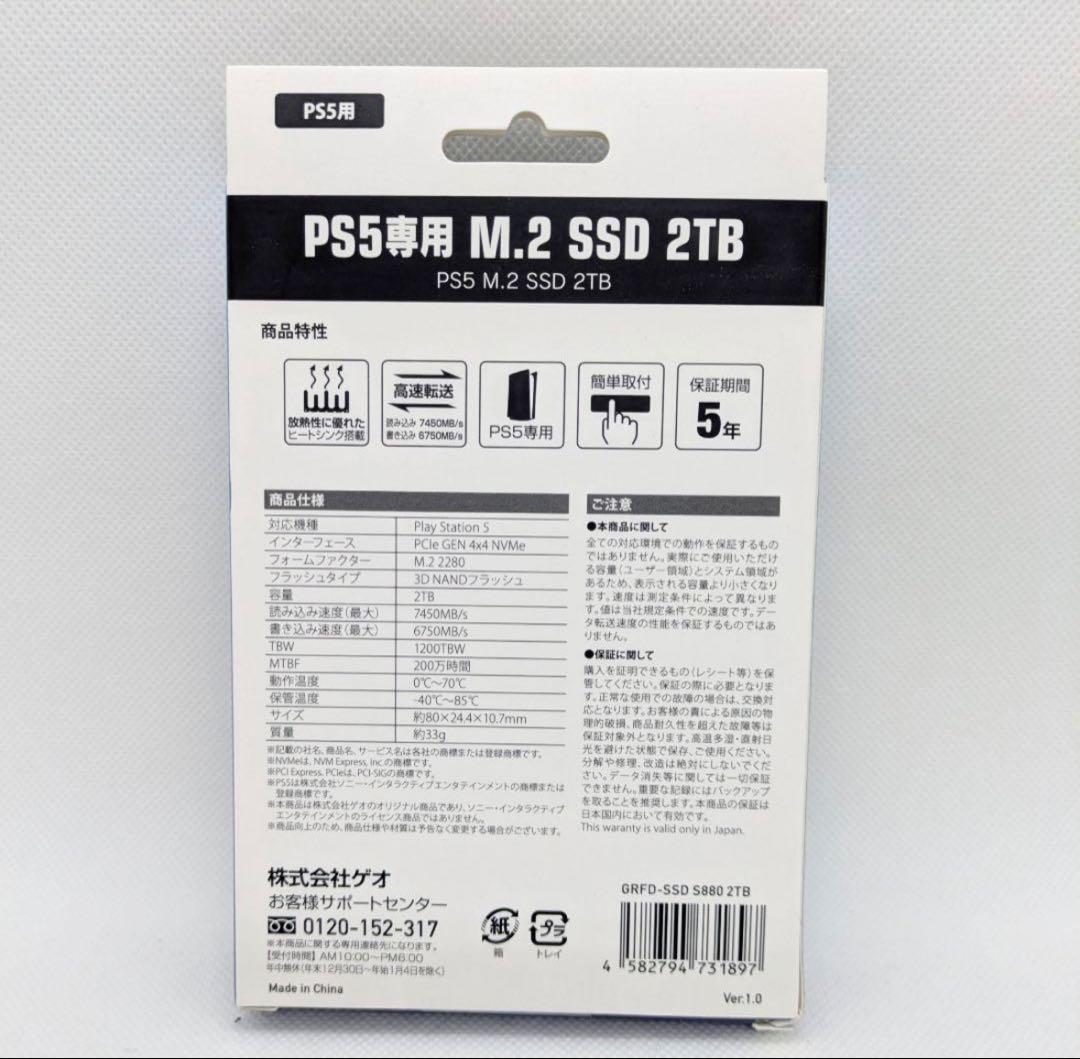 PS5用
PS5専用 M.2 SSD 2TB
PS5 M.2 SSD 2TB
商品特性
放熱性に優れた
ヒートシンク搭載
高速転送
読み込み 7450MB/s
書き込み 6750MB/s
PS5専用
簡単取付
保証期間
5年
商品仕様
対応機種 Play Station 5
インターフェース PCIe GEN 4x4 NVMe
フォームファクター M.2 2280
フラッシュタイプ 3D NANDフラッシュ
容量 2TB
読み込み速度(最大) 7450MB/s
書き込み速度(最大) 6750MB/s
TBW 1200TBW
MTBF 200万時間
動作温度 0℃〜70℃
保管温度 -40℃〜85℃
サイズ 約80×24.4×10.7mm
質量 約33g
※記載の社名、商品名、サービス名は各社の商標または登録商標です。
※NVMeは、NVM Express, Inc.の商標です。
※PCI Express、PCIeは、PCI-SIGの商標です。
※PS5は株式会社ソニー・インタラクティブエンタテインメントの商標または
登録商標です。
※本商品は株式会社ゲオのオリジナル商品であり、ソニー・インタラクティブ
エンタテインメントのライセンス商品ではありません。
※商品向上のため、商品仕様や材質は予告なく変更する場合がございます。
ご注意
●本商品に関して
全ての対応環境での動作を保証するもの
ではありません。実際にご使用いただけ
る容量(ユーザー領域)とシステム領域が
あるため、表示される容量より小さくなり
ます。速度は測定条件によって異なりま
す。値は当社規定条件での速度です。デー
タ転送速度の性能を保証するものではあ
りません。
●保証に関して
購入を証明できるもの(レシート等)を保
管してください。保証の際に必要となりま
す。正常な使用での故障の場合は、交換対
応となります。お客様の責による原因の物
理的破損、商品耐久性を超えた故障等は
保証対象外となります。高温多湿・直射日
光を避けた状態で保存、ご使用ください。
分解や修理、改造は絶対にしないでくだ
さい。データ消失等に関しては一切保証
できません。重要な記録にはバックアップ
を取ることを推奨します。本商品の保証は
日本国内において有効です。
This waranty is valid only in Japan.
株式会社ゲオ
お客様サポートセンター
0120-152-317
※本商品に関する専用連絡先になります。
【受付時間】AM10:00〜PM6:00
年中無休(年末12月30日〜年始1月4日を除く)
Made in China
紙
箱
プラ
トレイ
GRFD-SSD S880 2TB
4 582794 731897
Ver.1.0